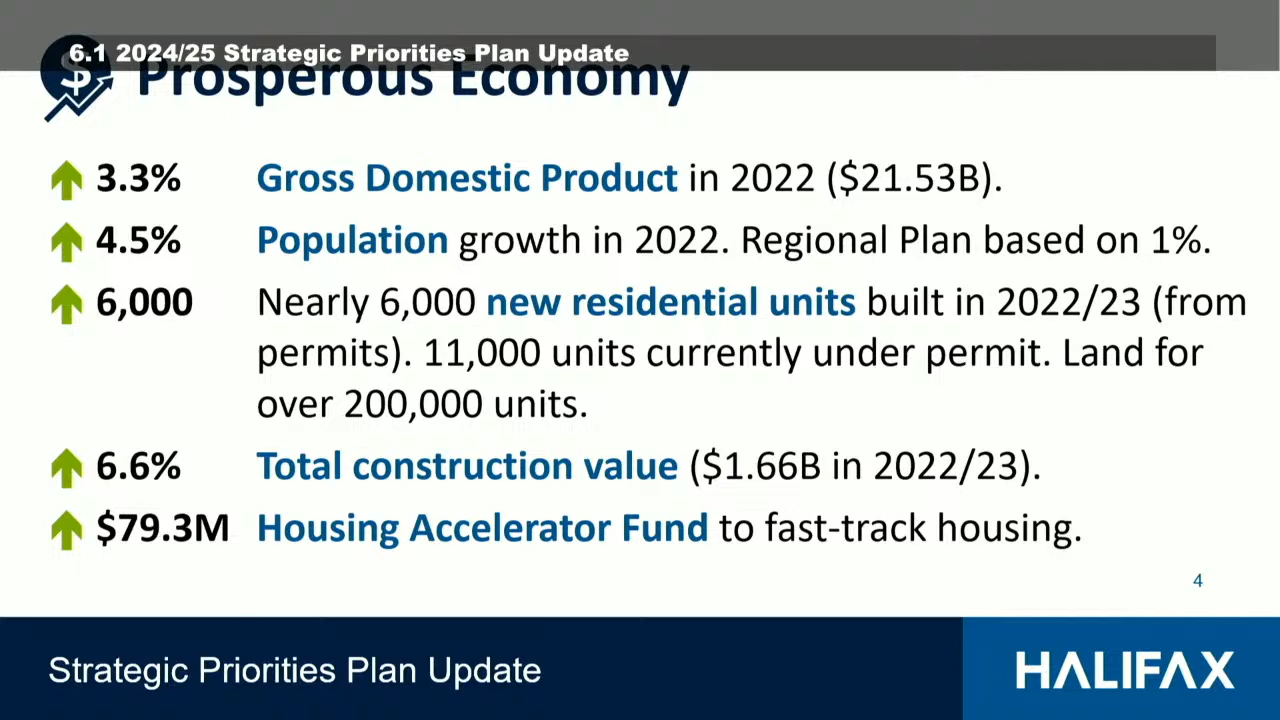 6.1 2024/25 Strategic Priorities Plan Update
Prosperous Economy
3.3% Gross Domestic Product in 2022 ($21.53B).
4.5% Population growth in 2022. Regional Plan based on 1%.
6,000 Nearly 6,000 new residential units built in 2022/23 (from
permits). 11,000 units currently under permit. Land for
over 200,000 units.
6.6% Total construction value ($1.66B in 2022/23).
$79.3M Housing Accelerator Fund to fast-track housing.
4
Strategic Priorities Plan Update
HALIFAX